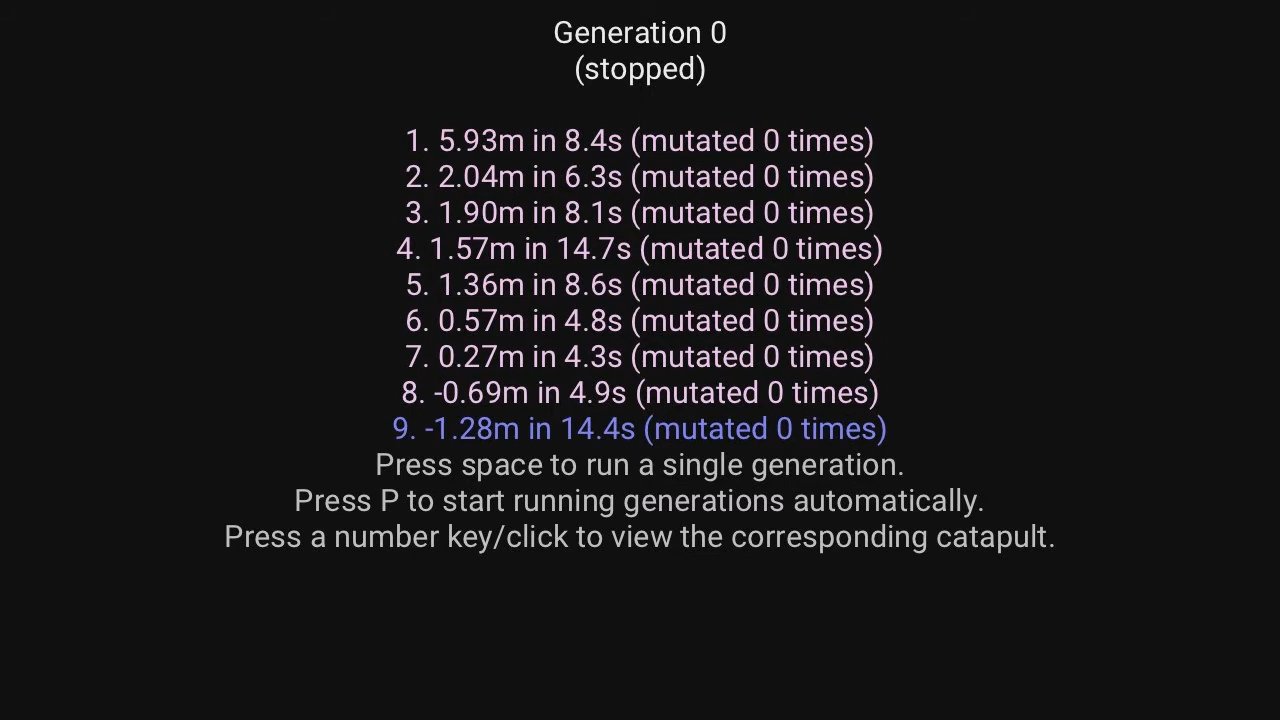 Generation 0
(stopped)
1. 5.93m in 8.4s (mutated 0 times)
2. 2.04m in 6.3s (mutated 0 times)
3. 1.90m in 8.1s (mutated 0 times)
4. 1.57m in 14.7s (mutated 0 times)
5. 1.36m in 8.6s (mutated 0 times)
6. 0.57m in 4.8s (mutated 0 times)
7. 0.27m in 4.3s (mutated 0 times)
8. -0.69m in 4.9s (mutated 0 times)
9. -1.28m in 14.4s (mutated 0 times)
Press space to run a single generation.
Press P to start running generations automatically.
Press a number key/click to view the corresponding catapult.